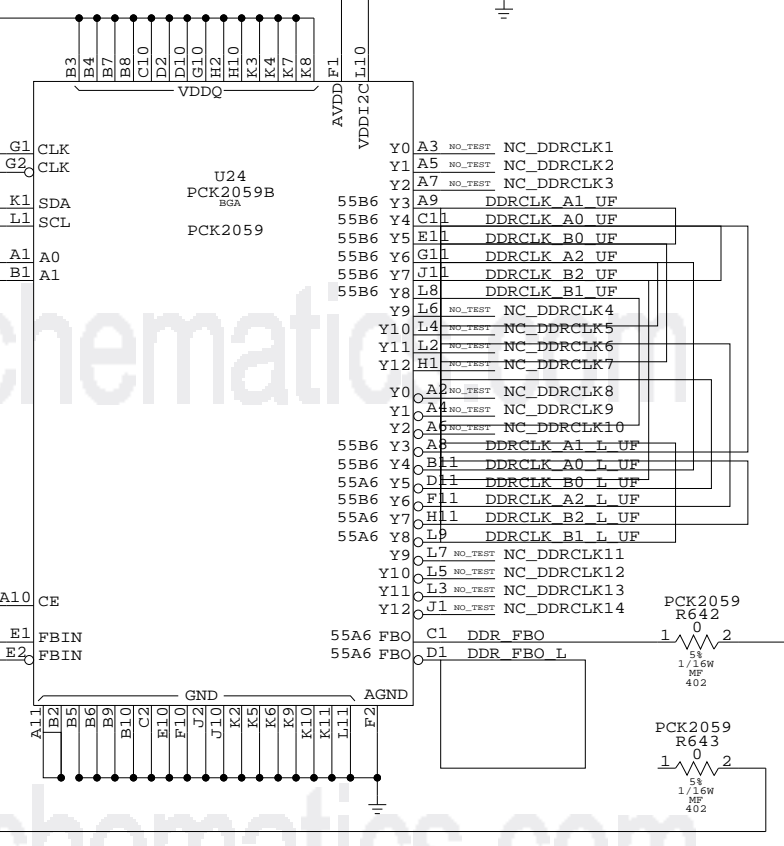 B3 B4 B7 B8 C10 D2 D10 G10 H2 H10 K3 K4 K7 K8 F1 L10
VDDQ AVDD VDDI2C
G1 CLK
G2 CLK
K1 SDA
L1 SCL
A1 A0
B1 A1
U24
PCK2059B
BGA
PCK2059
Y0 A3 NO_TEST NC_DDRCLK1
Y1 A5 NO_TEST NC_DDRCLK2
Y2 A7 NO_TEST NC_DDRCLK3
55B6 Y3 A9 DDRCLK_A1_UF
55B6 Y4 C11 DDRCLK_A0_UF
55B6 Y5 E11 DDRCLK_B0_UF
55B6 Y6 G11 DDRCLK_A2_UF
55B6 Y7 J11 DDRCLK_B2_UF
55B6 Y8 L8 DDRCLK_B1_UF
Y9 L6 NO_TEST NC_DDRCLK4
Y10 L4 NO_TEST NC_DDRCLK5
Y11 L2 NO_TEST NC_DDRCLK6
Y12 H1 NO_TEST NC_DDRCLK7
Y0 A2 NO_TEST NC_DDRCLK8
Y1 A4 NO_TEST NC_DDRCLK9
Y2 A6 NO_TEST NC_DDRCLK10
55B6 Y3 A8 DDRCLK_A1_L_UF
55B6 Y4 B11 DDRCLK_A0_L_UF
55A6 Y5 D11 DDRCLK_B0_L_UF
55B6 Y6 F11 DDRCLK_A2_L_UF
55A6 Y7 H11 DDRCLK_B2_L_UF
55A6 Y8 L9 DDRCLK_B1_L_UF
Y9 L7 NO_TEST NC_DDRCLK11
Y10 L5 NO_TEST NC_DDRCLK12
Y11 L3 NO_TEST NC_DDRCLK13
Y12 J1 NO_TEST NC_DDRCLK14
A10 CE
E1 FBIN
E2 FBIN
55A6 FBO C1 DDR_FBO
55A6 FBO D1 DDR_FBO_L
PCK2059
R642
0
1 2
5%
1/16W
MF
402
GND AGND
A11 B2 B5 B6 B9 B10 C2 E10 F10 J2 J10 K2 K5 K6 K9 K10 K11 L11 F2
PCK2059
R643
0
1 2
5%
1/16W
MF
402
chematics.com
chematics.com